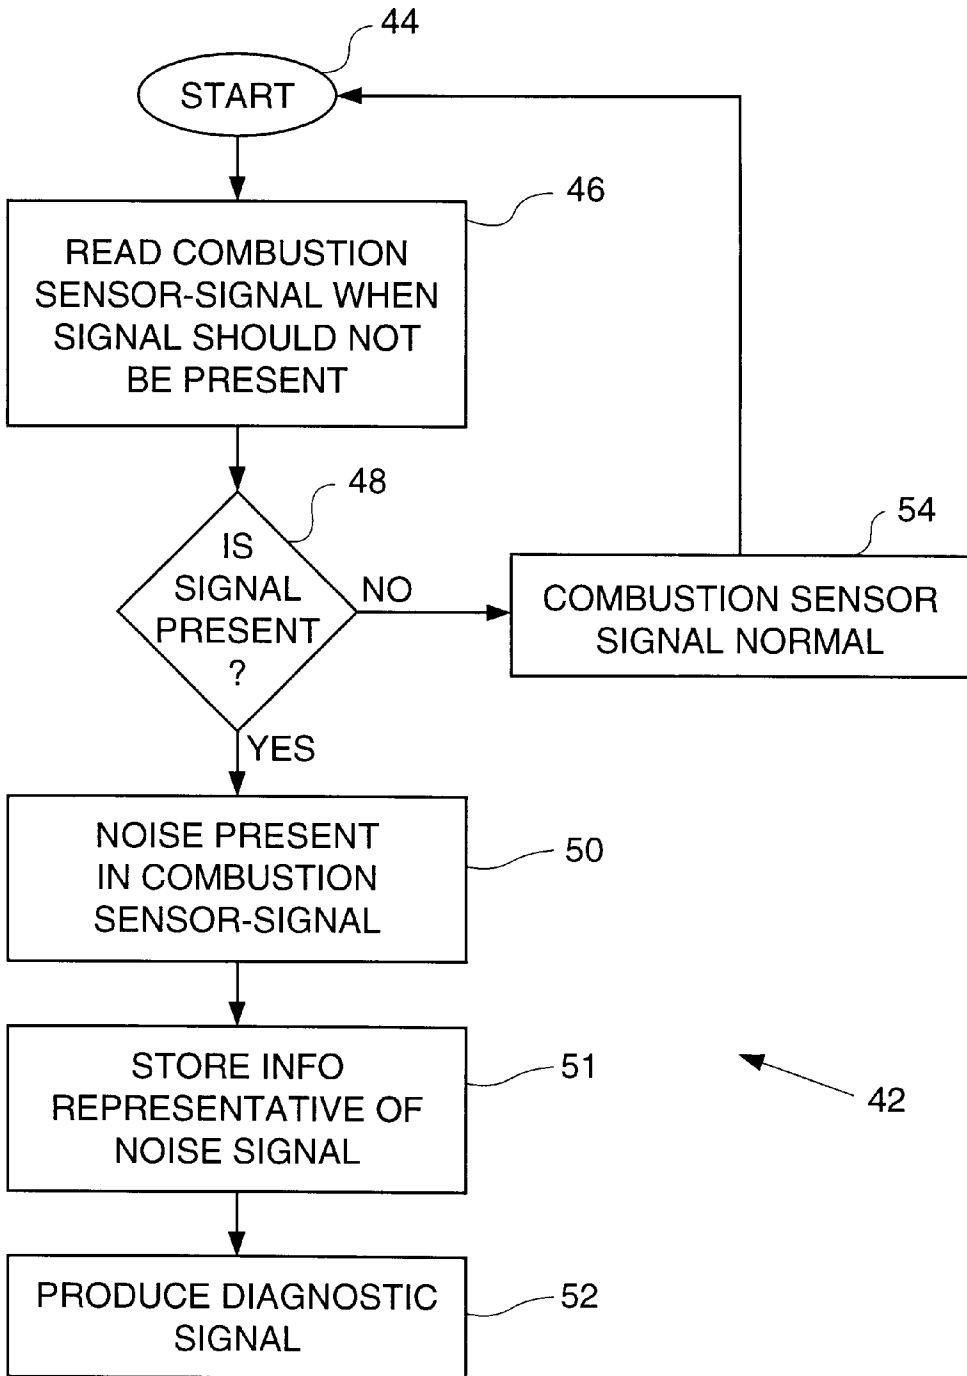 44
START
46
READ COMBUSTION
SENSOR-SIGNAL WHEN
SIGNAL SHOULD NOT
BE PRESENT
48
IS
SIGNAL
PRESENT
?
NO
54
COMBUSTION SENSOR
SIGNAL NORMAL
YES
NOISE PRESENT
IN COMBUSTION
SENSOR-SIGNAL
50
STORE INFO
REPRESENTATIVE OF
NOISE SIGNAL
51
42
PRODUCE DIAGNOSTIC
SIGNAL
52